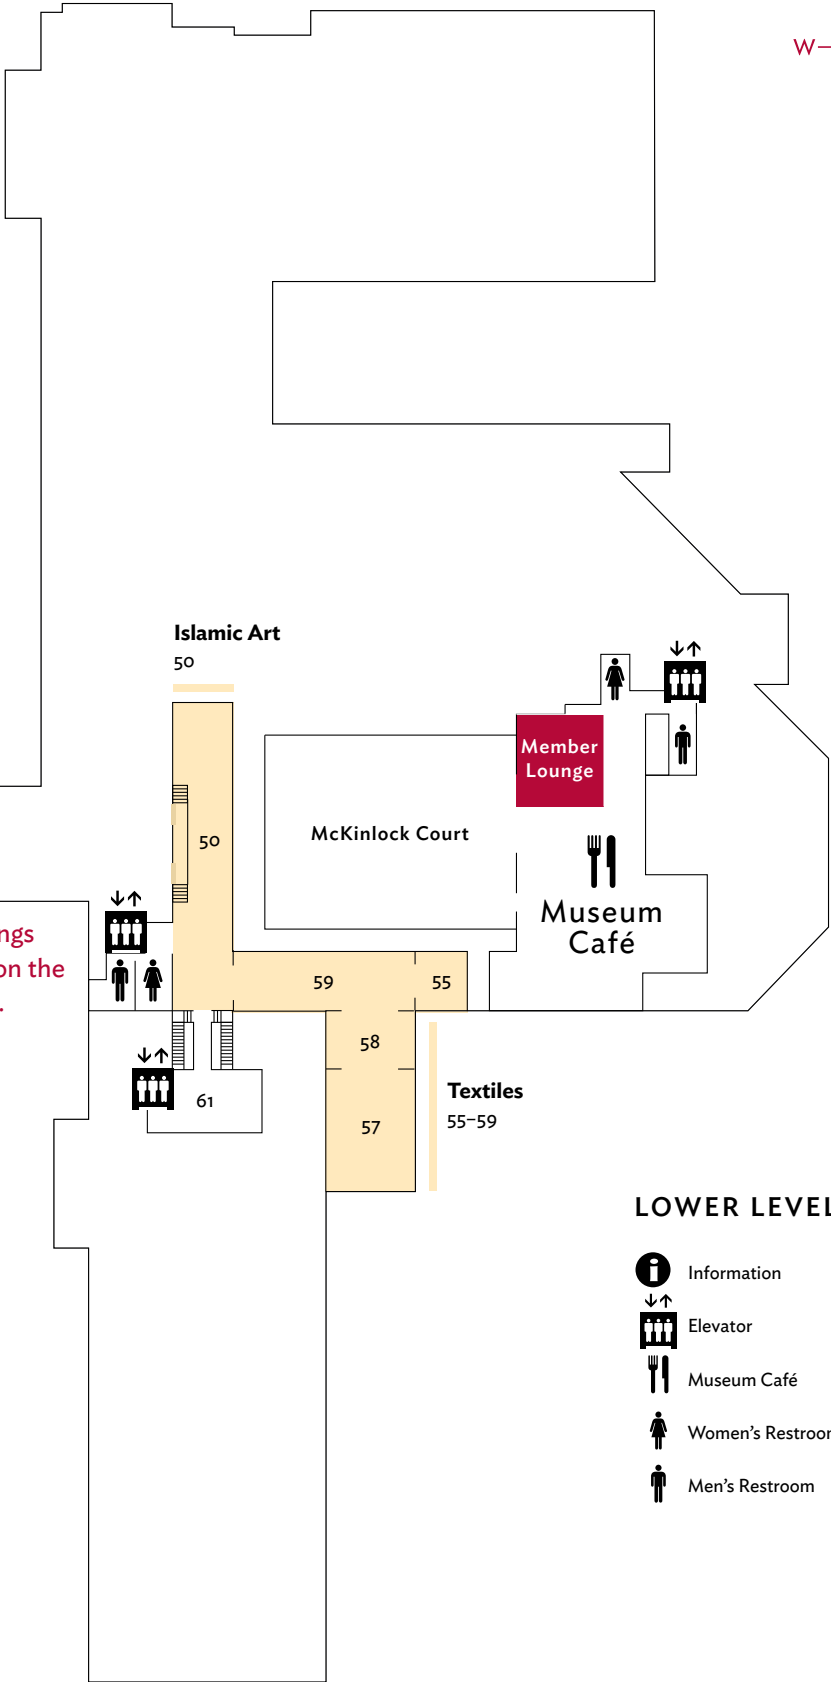 W–
Islamic Art
50
Member
Lounge
50
McKinlock Court
Museum
Café
ngs
on the
.
59
55
58
61
57
Textiles
55–59
LOWER LEVEL
Information
Elevator
Museum Café
Women's Restroom
Men's Restroom